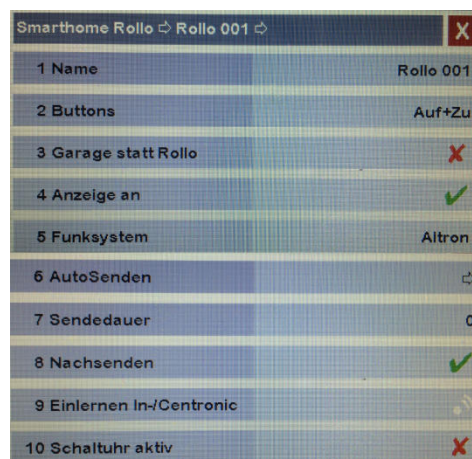 Smarthome Rollo ⇨ Rollo 001 ⇨ X
1 Name Rollo 001
2 Buttons Auf+Zu
3 Garage statt Rollo
4 Anzeige an
5 Funksystem Altron
6 AutoSenden ⇨
7 Sendedauer 0
8 Nachsenden
9 Einlernen In-/Centronic
10 Schaltuhr aktiv